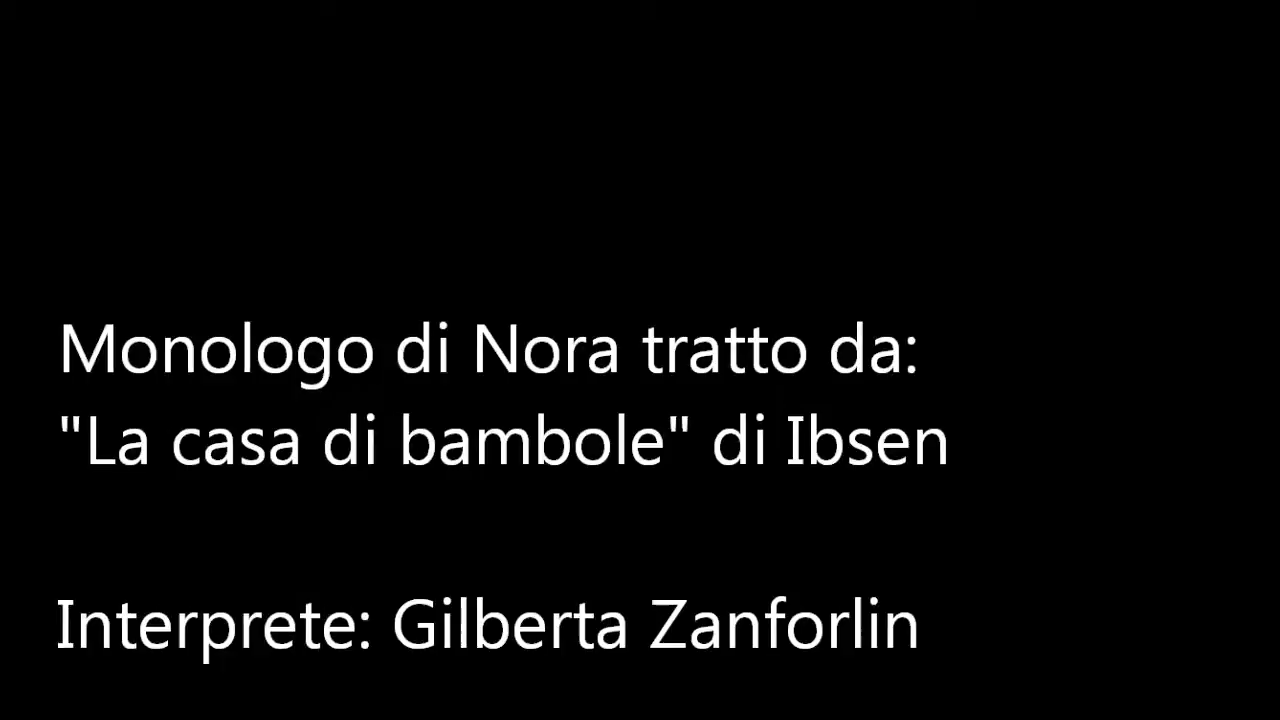 Monologo di Nora tratto da:
"La casa di bambole" di Ibsen
Interprete: Gilberta Zanforlin